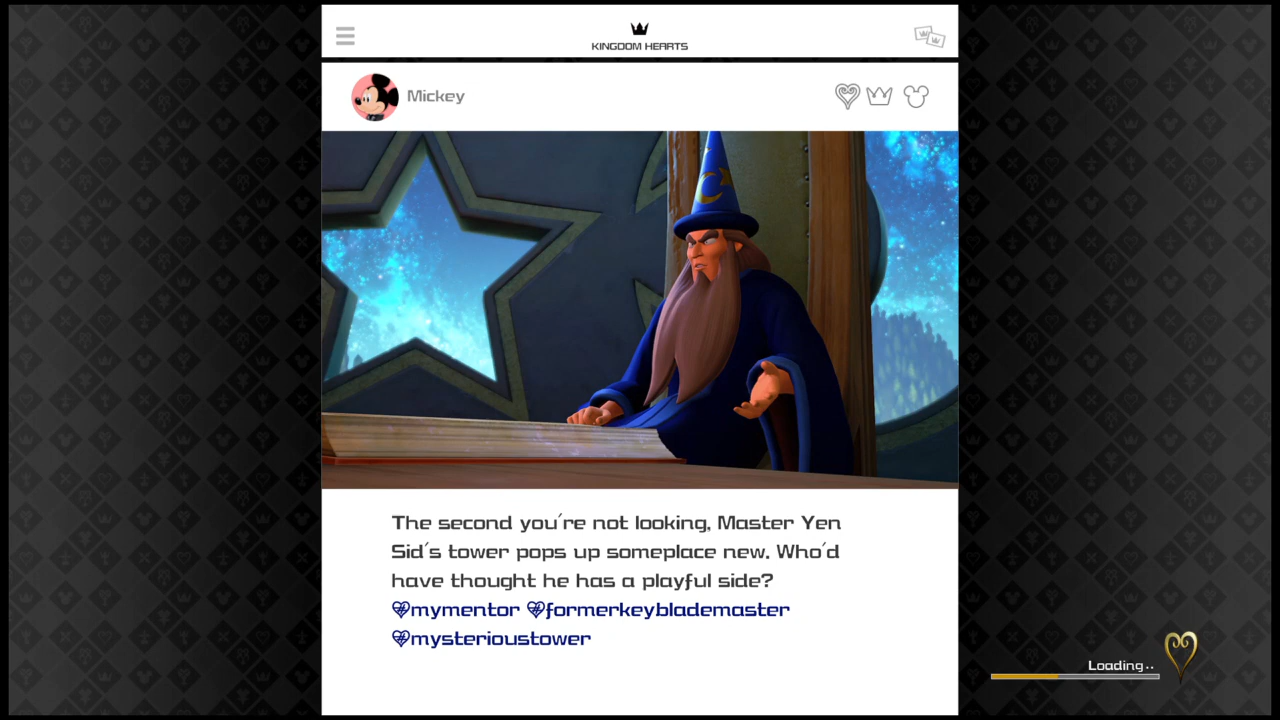 KINGDOM HEARTS
Mickey
The second you're not looking, Master Yen
Sid's tower pops up someplace new. Who'd
have thought he has a playful side?
mymentor formerkeyblademaster
mysterioustower
Loading..